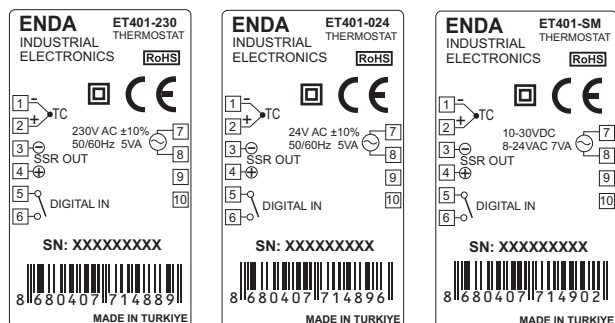 ENDA ET401-230
INDUSTRIAL THERMOSTAT
ELECTRONICS RoHS
CE
1 -
TC
2 +
230V AC ±10% 7
50/60Hz 5VA 8
3
SSR OUT
4
9
5
DIGITAL IN
6
10
SN: XXXXXXXXX
8 680407 714889
MADE IN TURKIYE
ENDA ET401-024
INDUSTRIAL THERMOSTAT
ELECTRONICS RoHS
CE
1 -
TC
2 +
24V AC ±10% 7
50/60Hz 5VA 8
3
SSR OUT
4
9
5
DIGITAL IN
6
10
SN: XXXXXXXXX
8 680407 714896
MADE IN TURKIYE
ENDA ET401-SM
INDUSTRIAL THERMOSTAT
ELECTRONICS RoHS
CE
1 -
TC
2 +
10-30VDC 7
8-24VAC 7VA 8
3
SSR OUT
4
9
5
DIGITAL IN
6
10
SN: XXXXXXXXX
8 680407 714902
MADE IN TURKIYE